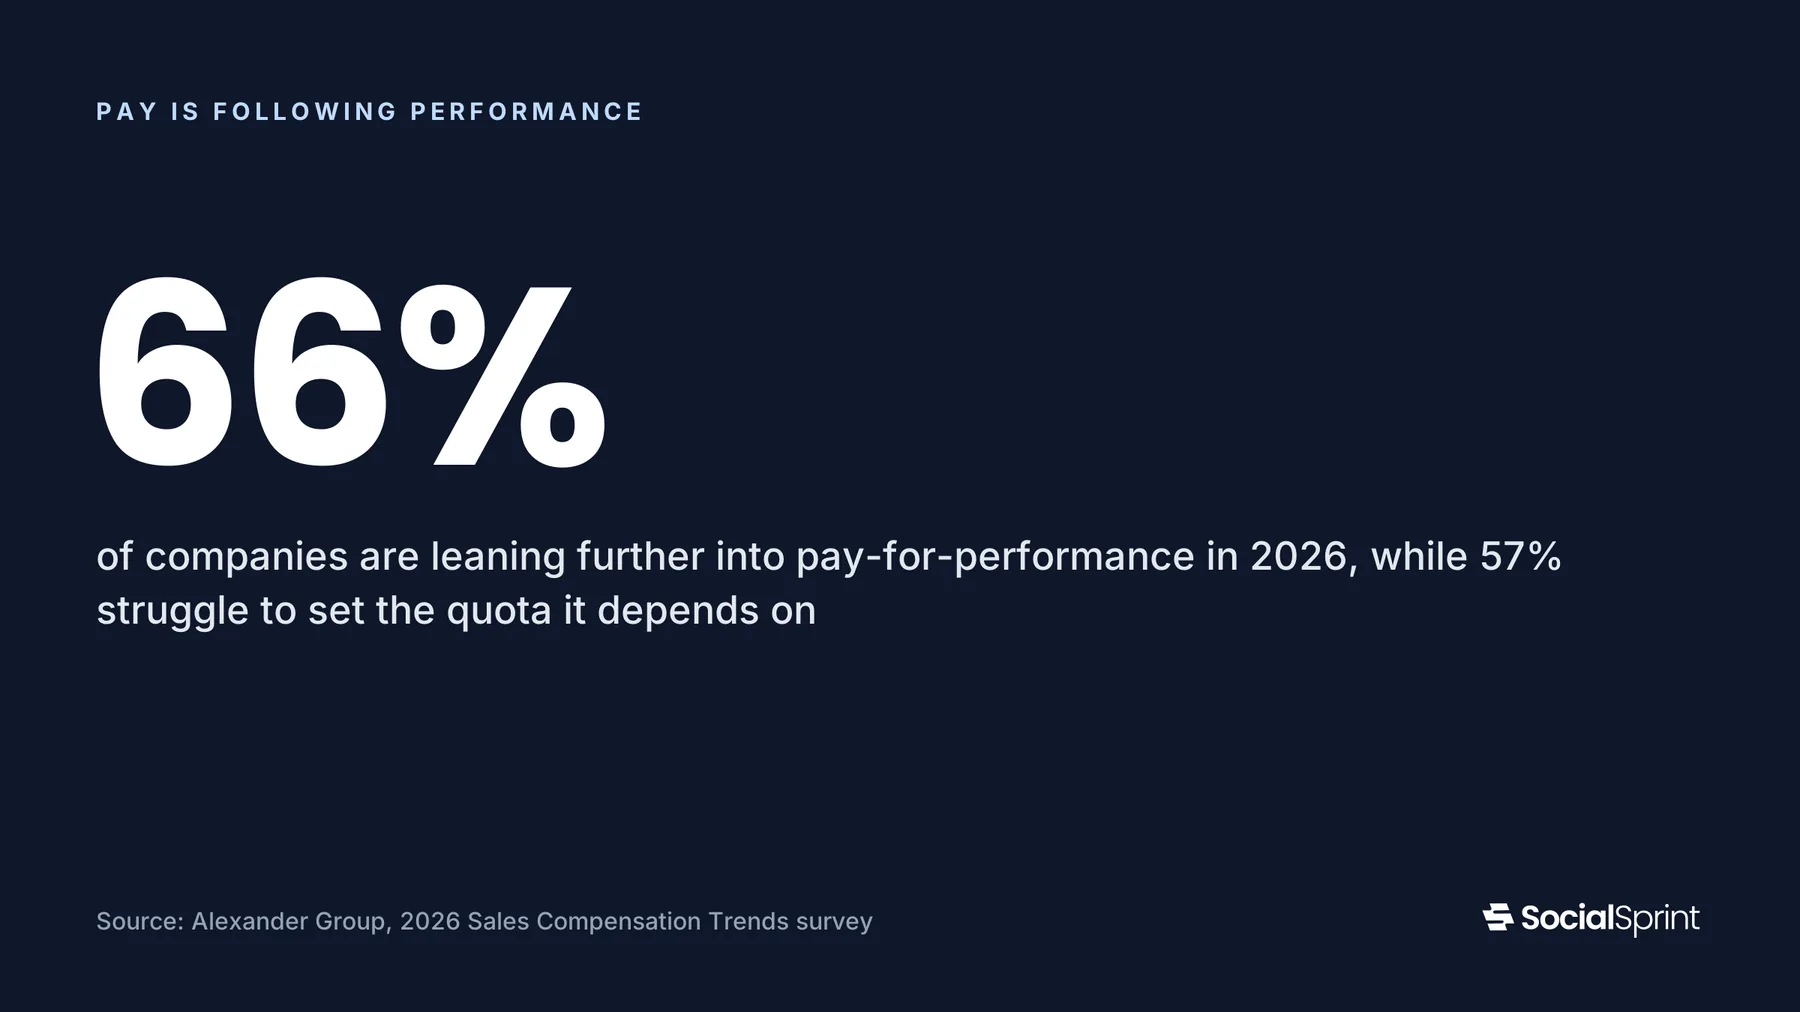 PAY IS FOLLOWING PERFORMANCE
66%
of companies are leaning further into pay-for-performance in 2026, while 57%
struggle to set the quota it depends on
Source: Alexander Group, 2026 Sales Compensation Trends survey
SocialSprint